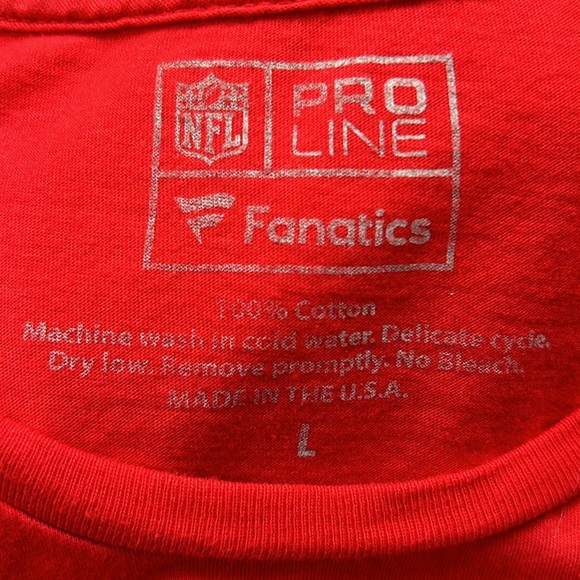 NFL
PRO
LINE
Fanatics
100% Cotton
Machine wash in cold water. Delicate cycle.
Dry low. Remove promptly. No Bleach.
MADE IN THE U.S.A.
L